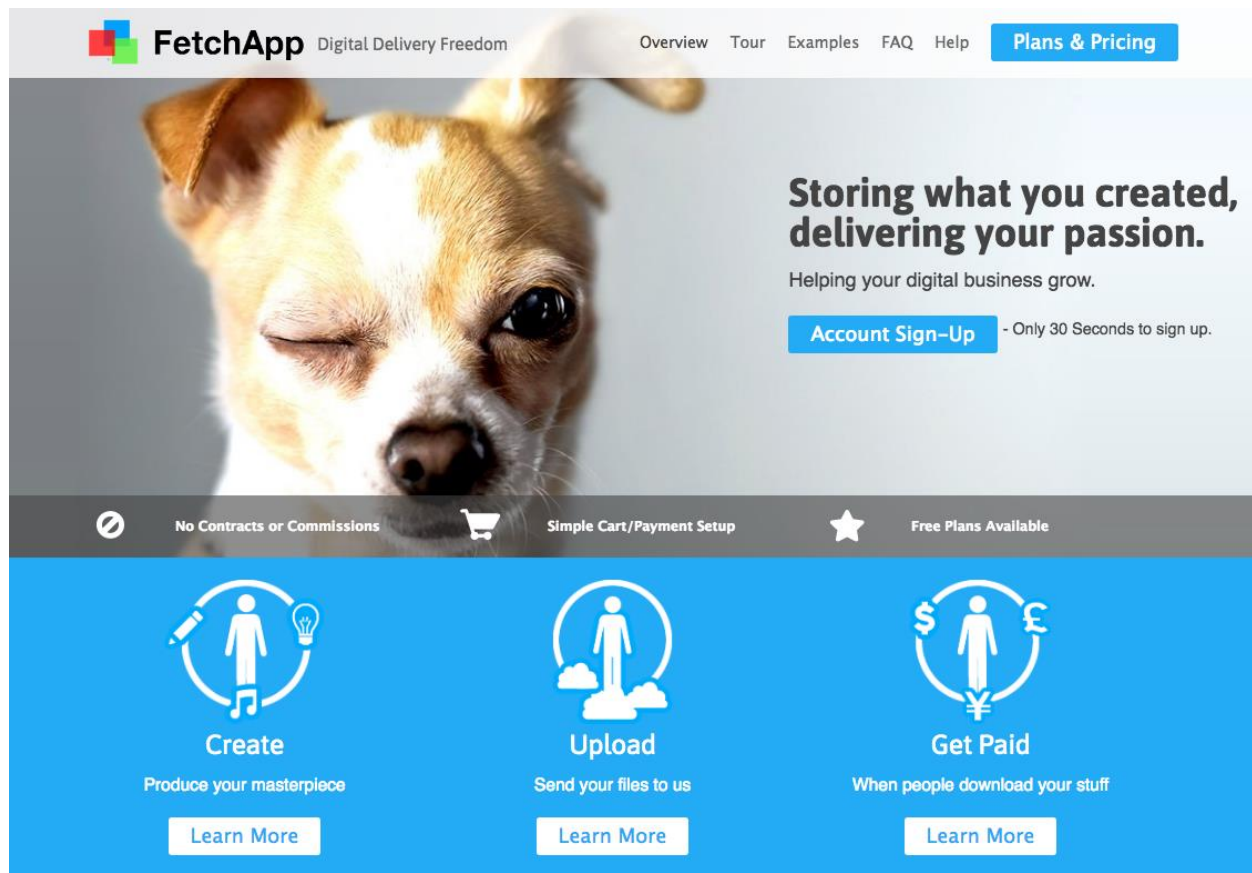 FetchApp Digital Delivery Freedom
Overview Tour Examples FAQ Help Plans & Pricing
Storing what you created,
delivering your passion.
Helping your digital business grow.
Account Sign-Up - Only 30 Seconds to sign up.
No Contracts or Commissions
Simple Cart/Payment Setup
Free Plans Available
$ £
¥
Create
Produce your masterpiece
Learn More
Upload
Send your files to us
Learn More
Get Paid
When people download your stuff
Learn More